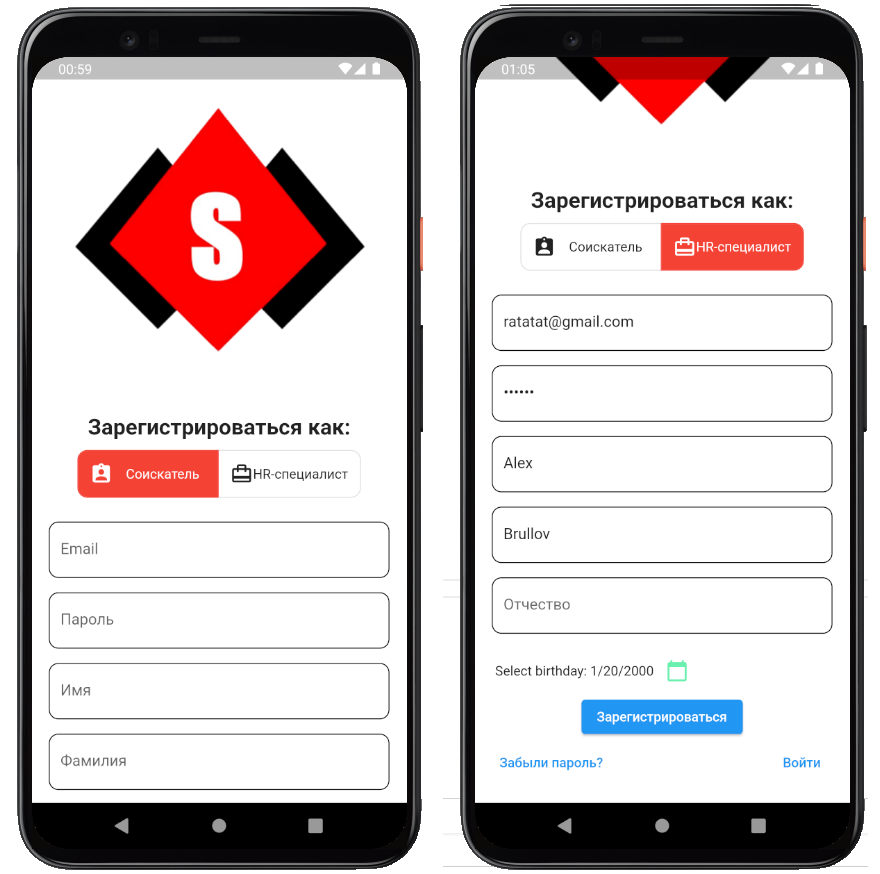 00:59
S
Зарегистрироваться как:
Соискатель
HR-специалист
Email
Пароль
Имя
Фамилия
01:05
Зарегистрироваться как:
Соискатель
HR-специалист
ratatat@gmail.com
••••••
Alex
Brullov
Отчество
Select birthday: 1/20/2000
Зарегистрироваться
Забыли пароль?
Войти